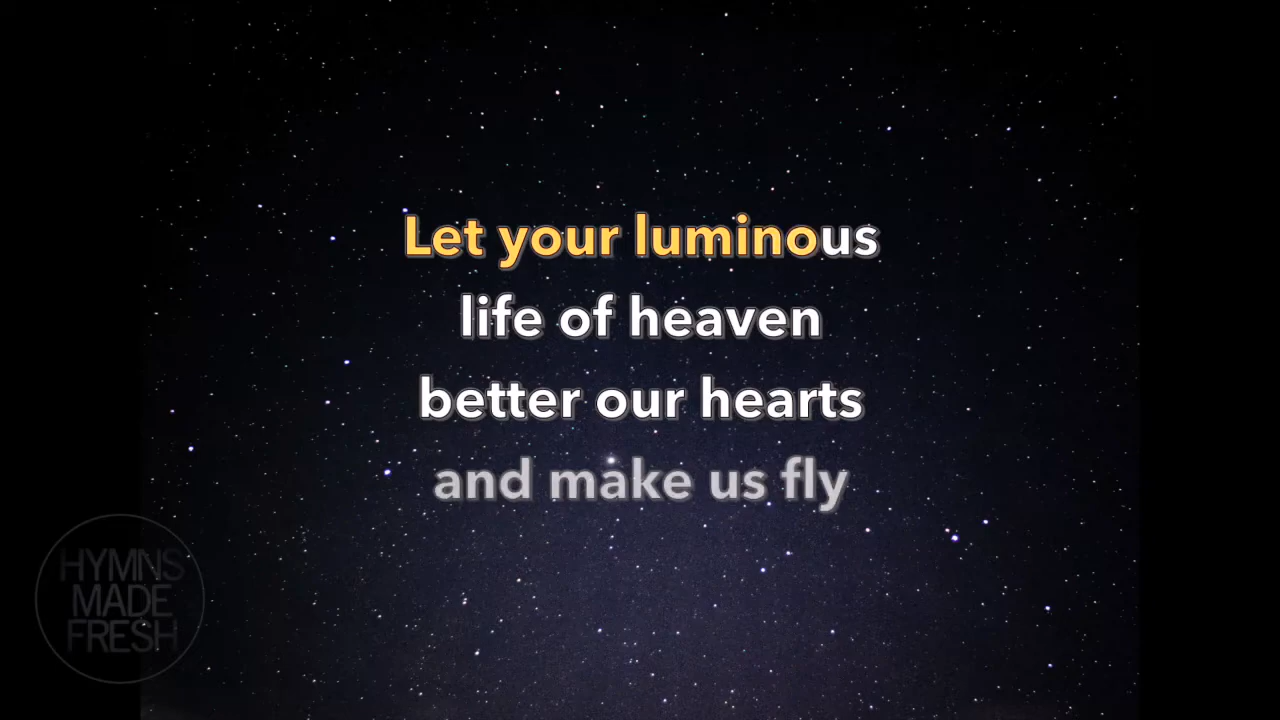 Let your luminous
life of heaven
better our hearts
and make us fly
HYMNS
MADE
FRESH